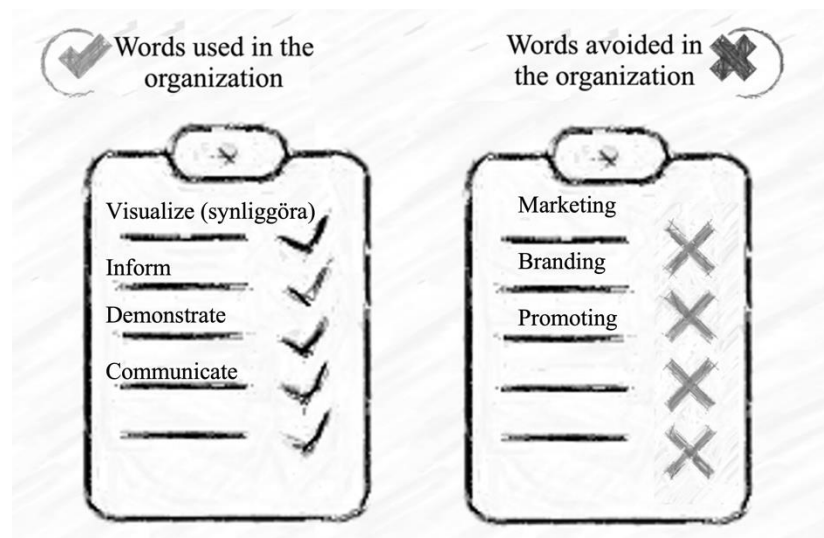 Words used in the
organization
Words avoided in
the organization
Visualize (synliggöra)
Inform
Demonstrate
Communicate
Marketing
Branding
Promoting